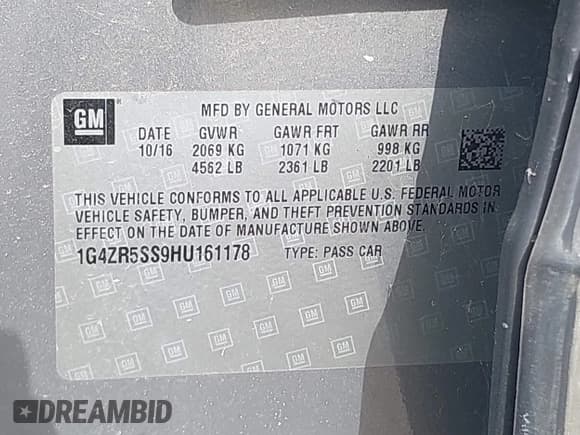 GM ® MFD BY GENERAL MOTORS LLC
DATE GVWR GAWR FRT GAWR RR
10/16 2069 KG 1071 KG 998 KG
4562 LB 2361 LB 2201 LB
THIS VEHICLE CONFORMS TO ALL APPLICABLE U.S. FEDERAL MOTOR
VEHICLE SAFETY, BUMPER, AND THEFT PREVENTION STANDARDS IN
EFFECT ON THE DATE OF MANUFACTURE SHOWN ABOVE.
1G4ZR5SS9HU161178 TYPE: PASS CAR
DREAMBID